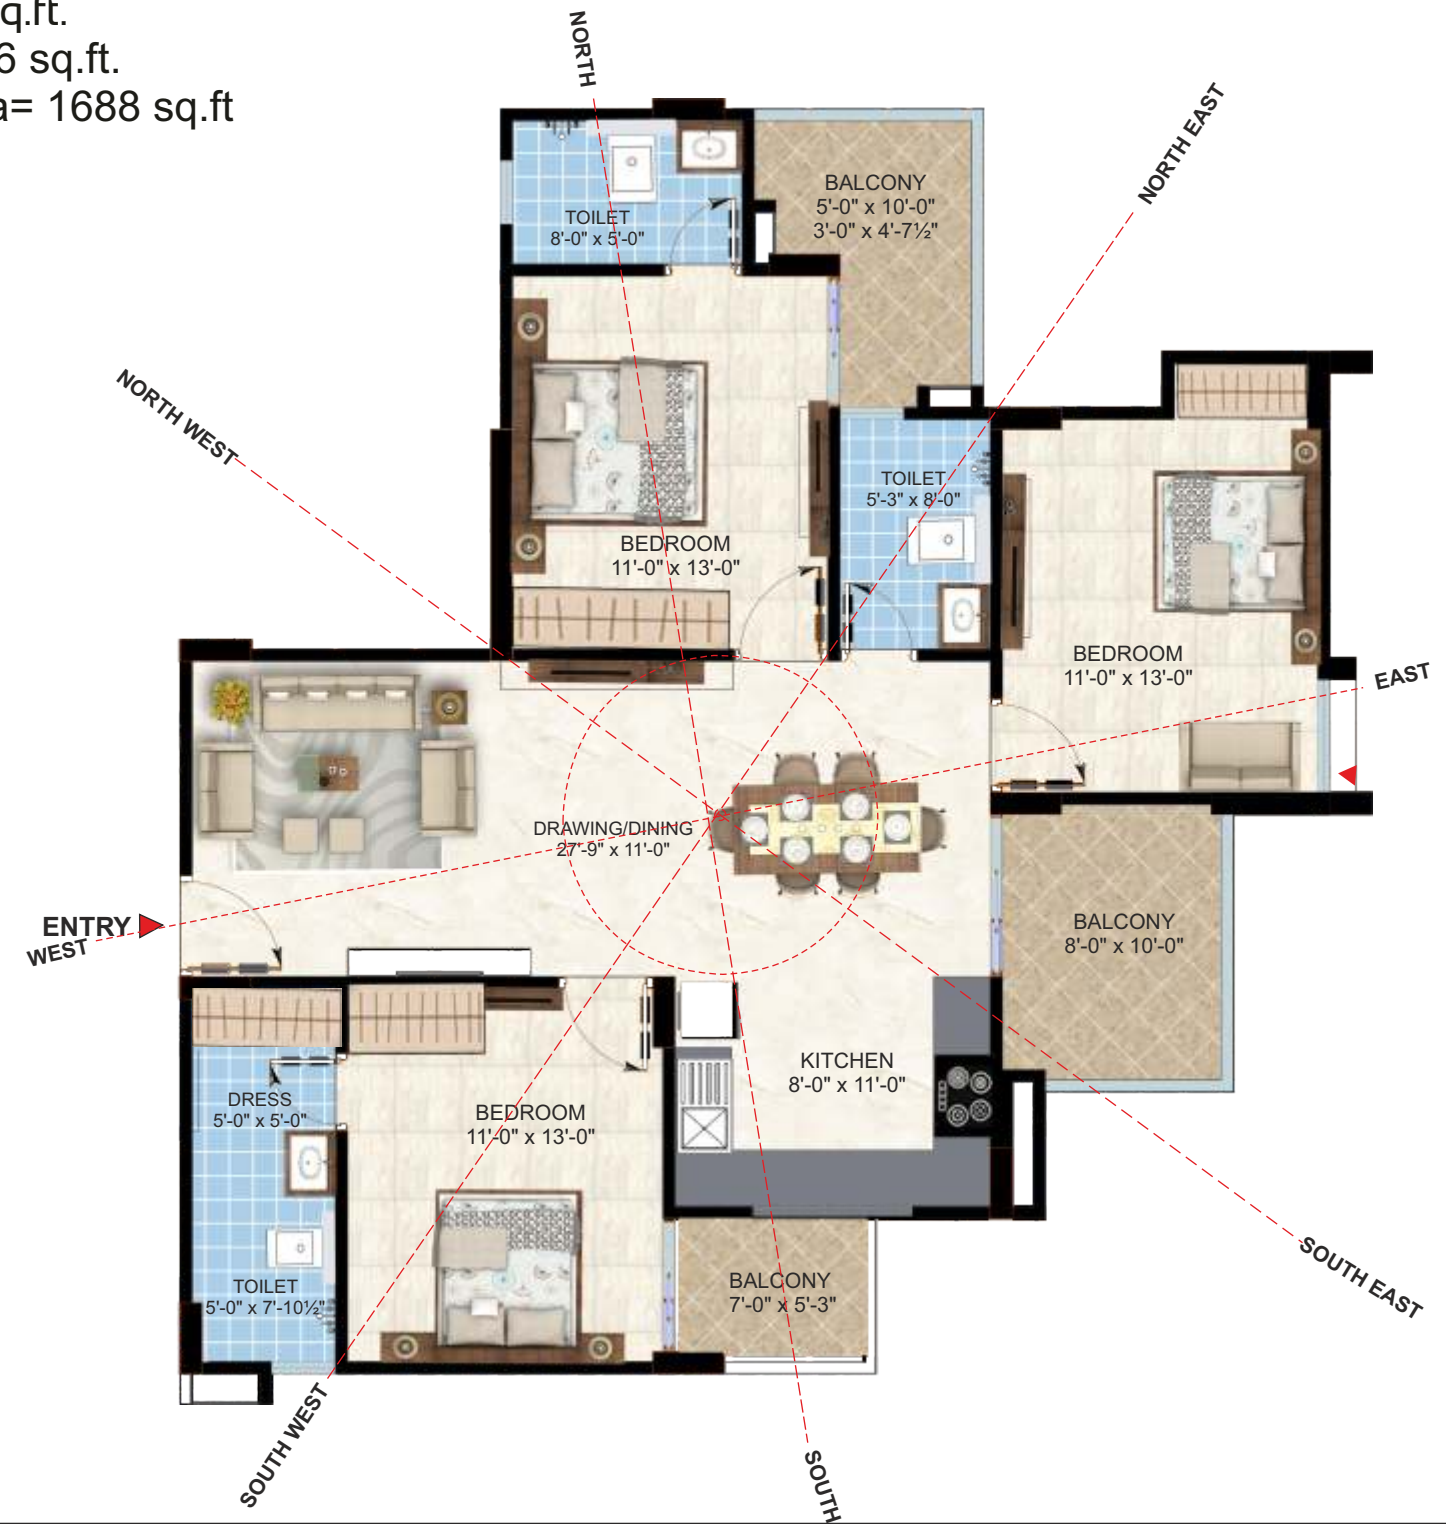 q.ft.
6 sq.ft.
a= 1688 sq.ft
NORTH
NORTH EAST
BALCONY
5'-0" x 10'-0"
3'-0" x 4'-7½"
TOILET
8'-0" x 5'-0"
NORTH WEST
TOILET
5'-3" x 8'-0"
BEDROOM
11'-0" x 13'-0"
BEDROOM
11'-0" x 13'-0"
EAST
DRAWING/DINING
27'-9" x 11'-0"
ENTRY
WEST
BALCONY
8'-0" x 10'-0"
KITCHEN
8'-0" x 11'-0"
DRESS
5'-0" x 5'-0"
BEDROOM
11'-0" x 13'-0"
TOILET
5'-0" x 7'-10½"
BALCONY
7'-0" x 5'-3"
SOUTH EAST
SOUTH WEST
SOUTH